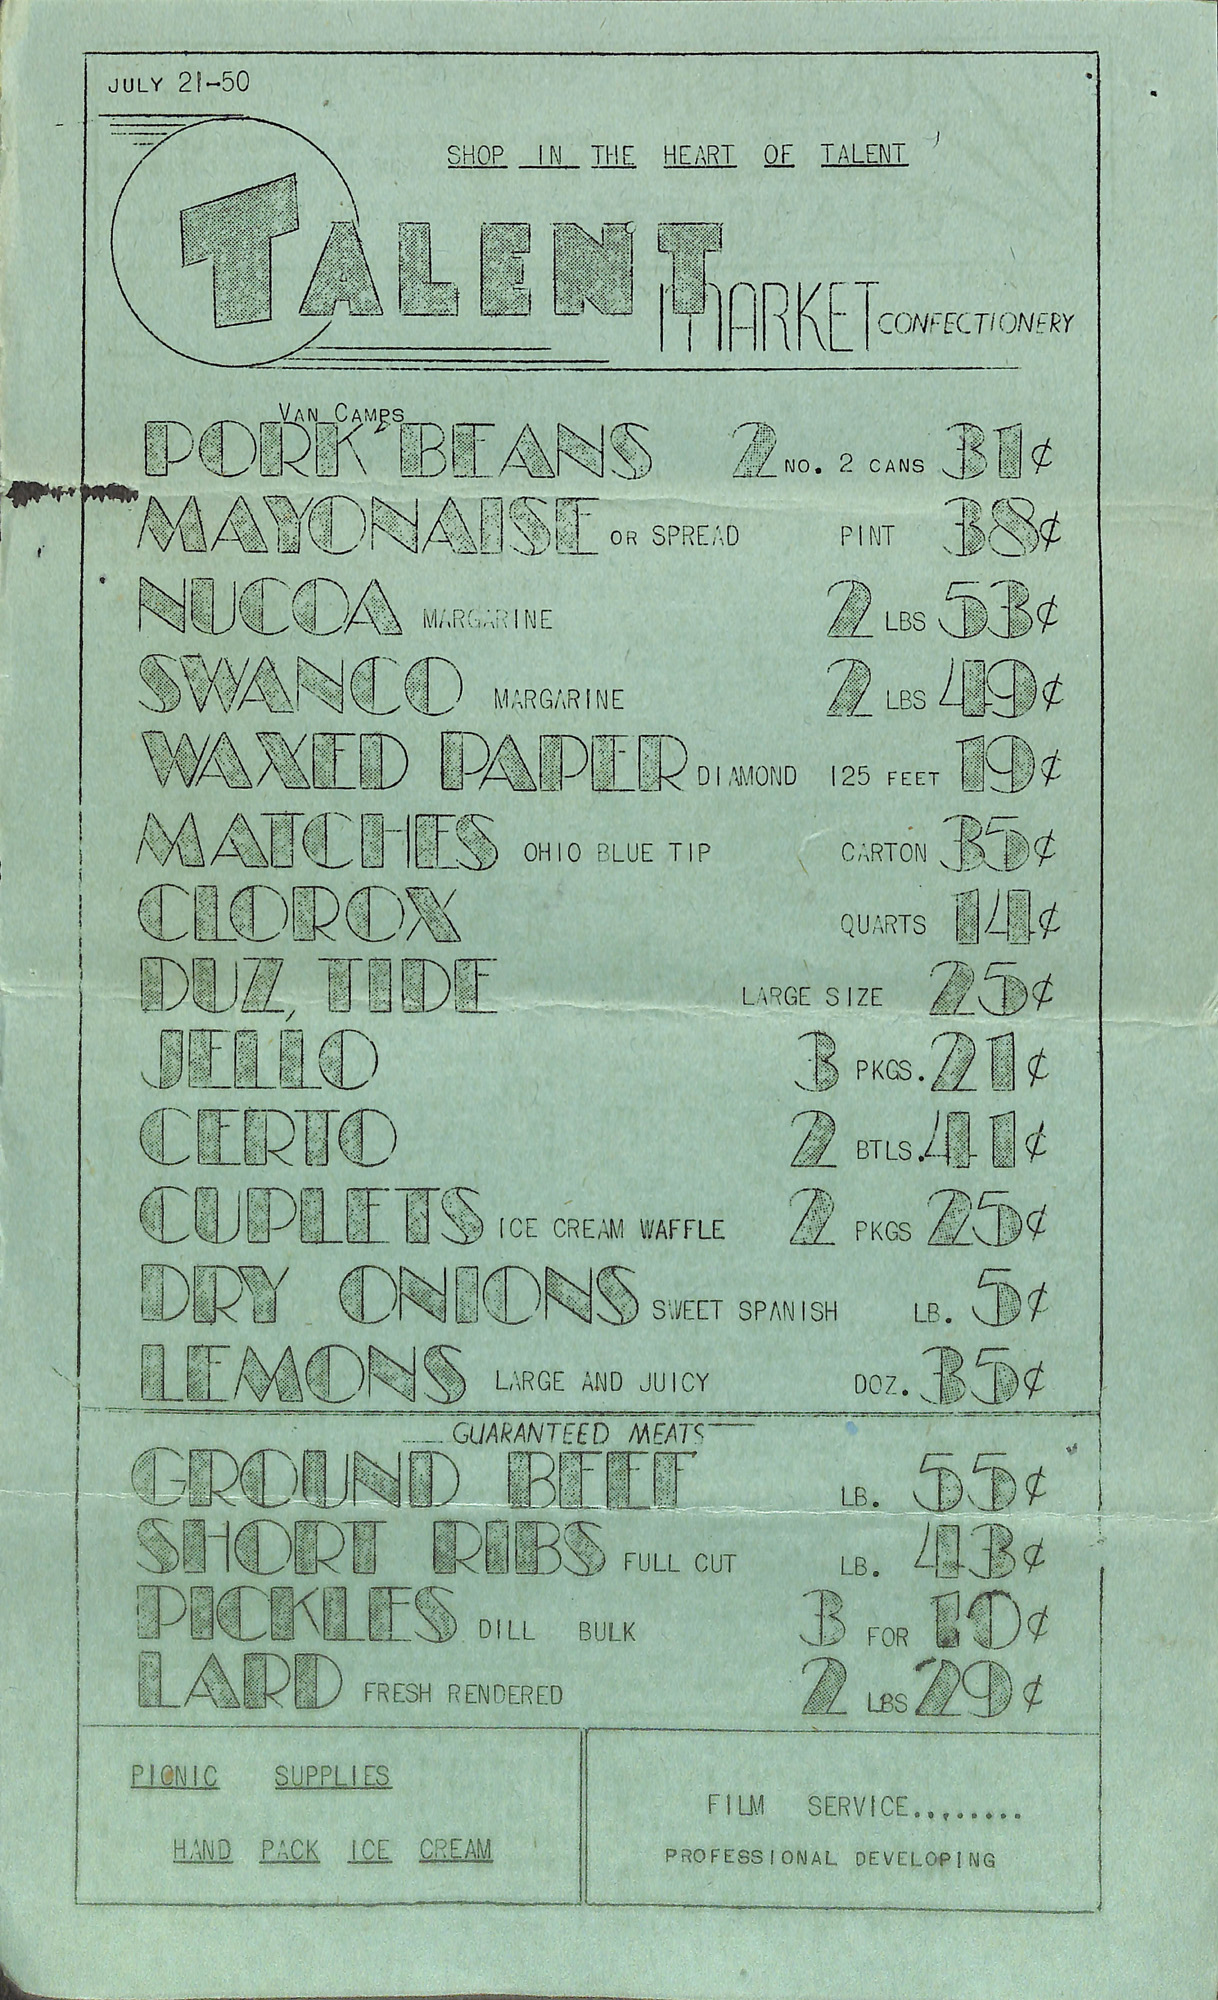 JULY 21-50
SHOP IN THE HEART OF TALENT
TALENT MARKET CONFECTIONERY
VAN CAMPS
PORK & BEANS 2 NO. 2 CANS 31¢
MAYONAISE OR SPREAD PINT 38¢
NUCOA MARGARINE 2 LBS 53¢
SWANCO MARGARINE 2 LBS 49¢
WAXED PAPER DIAMOND 125 FEET 19¢
MATCHES OHIO BLUE TIP CARTON 35¢
CLOROX QUARTS 14¢
DUZ, TIDE LARGE SIZE 25¢
JELLO 3 PKGS. 21¢
CERTO 2 BTLS. 41¢
CUPLETS ICE CREAM WAFFLE 2 PKGS 25¢
DRY ONIONS SWEET SPANISH LB. 5¢
LEMONS LARGE AND JUICY DOZ. 35¢
GUARANTEED MEATS
GROUND BEEF LB. 55¢
SHORT RIBS FULL CUT LB. 43¢
PICKLES DILL BULK 3 FOR 10¢
LARD FRESH RENDERED 2 LBS 29¢
PICNIC SUPPLIES
HAND PACK ICE CREAM
FILM SERVICE........
PROFESSIONAL DEVELOPING